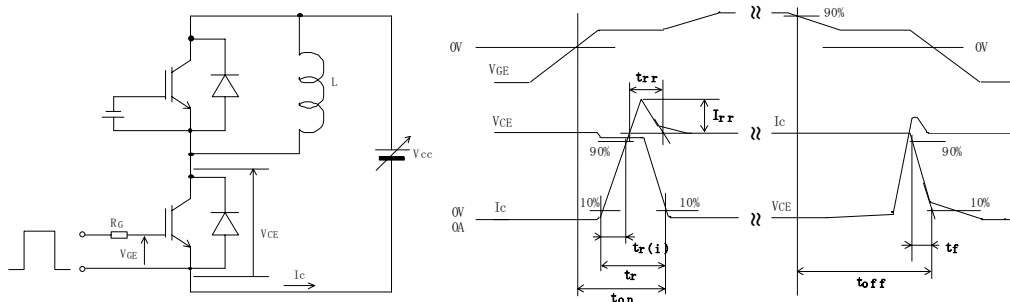 L
Vcc
RG
VGE
VCE
Ic
0V
VGE
90%
0V
trr
Irr
VCE
90%
Ic
90%
0V
0A
Ic
10%
10%
VCE
10%
tr(i)
tr
ton
tf
toff